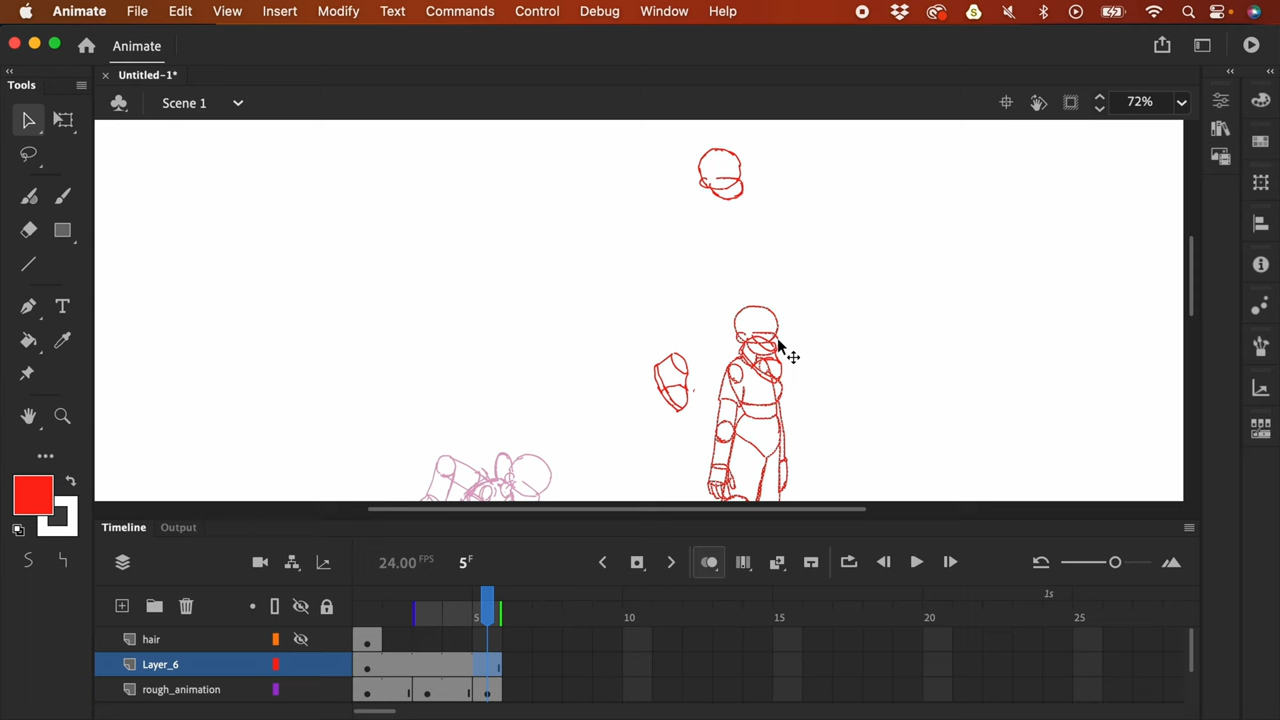 Animate File Edit View Insert Modify Text Commands Control Debug Window Help
Animate
Tools
Untitled-1*
Scene 1
72%
Timeline Output
24.00 FPS 5F
1s
5 10 15 20 25
hair
Layer_6
rough_animation